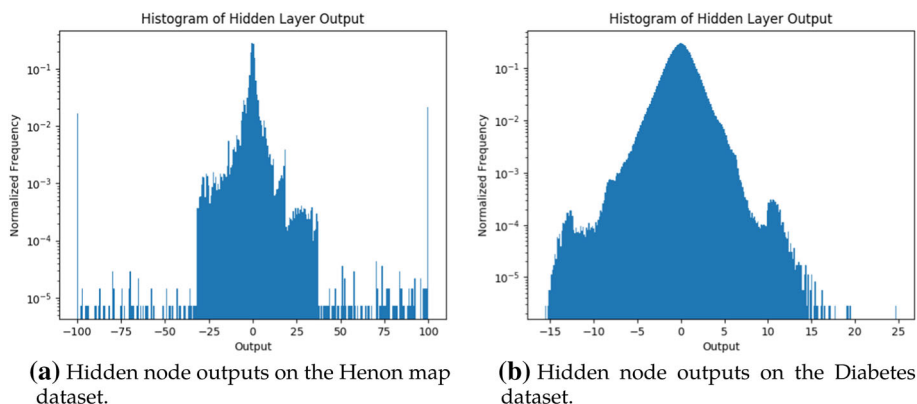 Histogram of Hidden Layer Output
Normalized Frequency
10⁻¹
10⁻²
10⁻³
10⁻⁴
10⁻⁵
−100 −75 −50 −25 0 25 50 75 100
Output
(a) Hidden node outputs on the Henon map
dataset.
Histogram of Hidden Layer Output
Normalized Frequency
10⁻¹
10⁻²
10⁻³
10⁻⁴
10⁻⁵
−15 −10 −5 0 5 10 15 20 25
Output
(b) Hidden node outputs on the Diabetes
dataset.